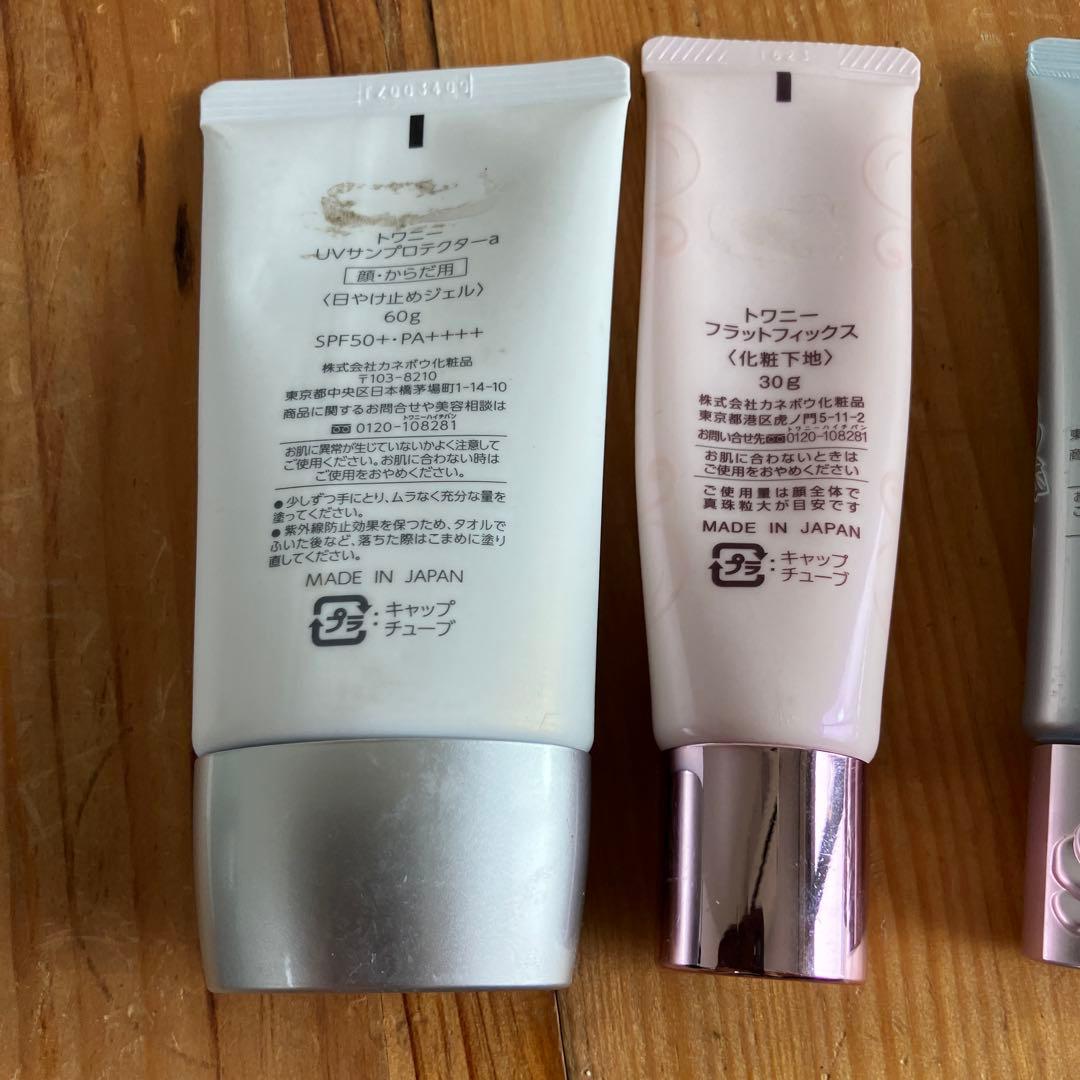 トワニー
UVサンプロテクターa
顔・からだ用
〈日やけ止めジェル〉
60g
SPF50+・PA++++
株式会社カネボウ化粧品
〒103-8210
東京都中央区日本橋茅場町1-14-10
商品に関するお問合せや美容相談は
トワニーハイチバン
0120-108281
お肌に異常が生じていないかよく注意して
ご使用ください。お肌に合わない時は
ご使用をおやめください。
●少しずつ手にとり、ムラなく充分な量を
塗ってください。
●紫外線防止効果を保つため、タオルで
ふいた後など、落ちた際はこまめに塗り
直してください。
MADE IN JAPAN
プラ:キャップ
チューブ
トワニー
フラットフィックス
〈化粧下地〉
30g
株式会社カネボウ化粧品
東京都港区虎ノ門5-11-2
トワニーハイチバン
お問い合せ先0120-108281
お肌に合わないときは
ご使用をおやめください
ご使用量は顔全体で
真珠粒大が目安です
MADE IN JAPAN
プラ:キャップ
チューブ